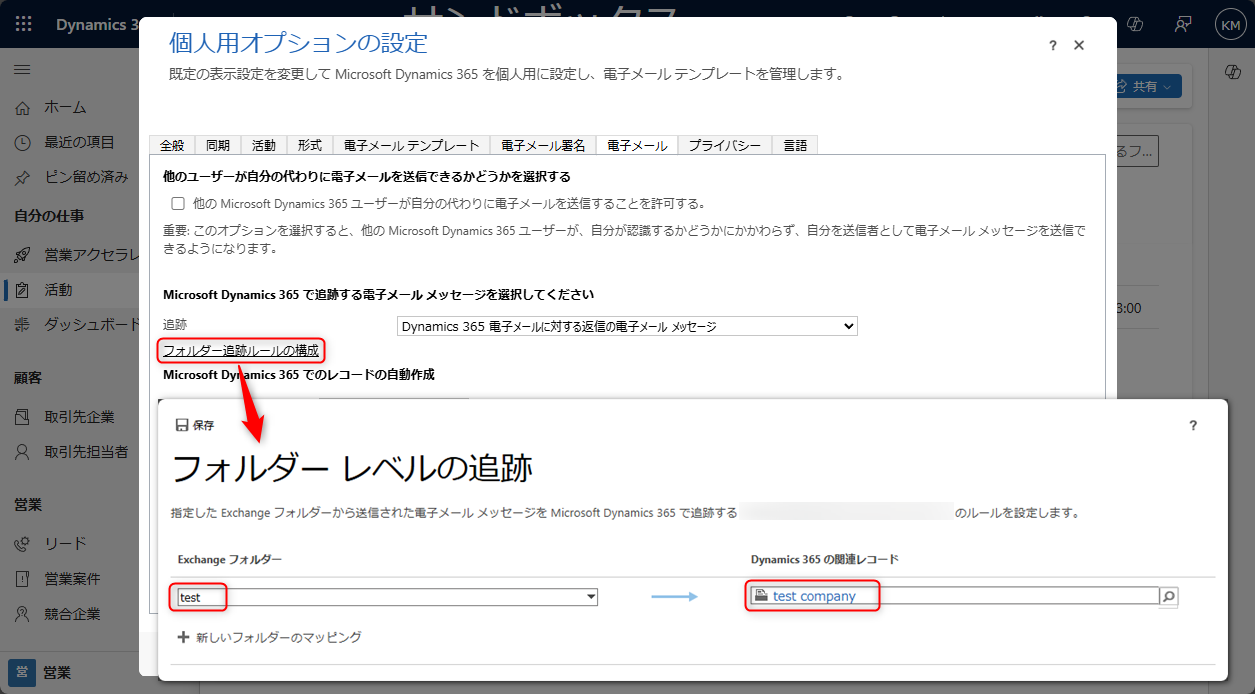 Dynamics 3
KM
ホーム
最近の項目
ピン留め済み
自分の仕事
営業アクセラレ
活動
ダッシュボード
顧客
取引先企業
取引先担当者
営業
リード
営業案件
競合企業
営 営業
共有
るフ...
3:00
個人用オプションの設定
? ×
既定の表示設定を変更して Microsoft Dynamics 365 を個人用に設定し、電子メール テンプレートを管理します。
全般 同期 活動 形式 電子メール テンプレート 電子メール署名 電子メール プライバシー 言語
他のユーザーが自分の代わりに電子メールを送信できるかどうかを選択する
他の Microsoft Dynamics 365 ユーザーが自分の代わりに電子メールを送信することを許可する。
重要: このオプションを選択すると、他の Microsoft Dynamics 365 ユーザーが、自分が認識するかどうかにかかわらず、自分を送信者として電子メール メッセージを送信で
きるようになります。
Microsoft Dynamics 365 で追跡する電子メール メッセージを選択してください
追跡 Dynamics 365 電子メールに対する返信の電子メール メッセージ
フォルダー追跡ルールの構成
Microsoft Dynamics 365 でのレコードの自動作成
保存 ?
フォルダー レベルの追跡
指定した Exchange フォルダーから送信された電子メール メッセージを Microsoft Dynamics 365 で追跡する のルールを設定します。
Exchange フォルダー Dynamics 365 の関連レコード
test test company
新しいフォルダーのマッピング